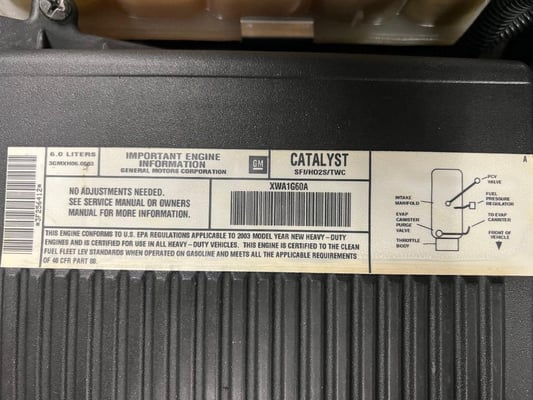 6.0 LITERS
IMPORTANT ENGINE
INFORMATION
GENERAL MOTORS CORPORATION
GM
CATALYST
SFI/HO2S/TWC
XWA1G60A
NO ADJUSTMENTS NEEDED.
SEE SERVICE MANUAL OR OWNERS
MANUAL FOR MORE INFORMATION.
THIS ENGINE CONFORMS TO U.S. EPA REGULATIONS APPLICABLE TO 2003 MODEL YEAR NEW HEAVY-DUTY
ENGINES AND IS CERTIFIED FOR USE IN ALL HEAVY-DUTY VEHICLES. THIS ENGINE IS CERTIFIED TO THE CLEAN
FUEL FLEET LEV STANDARDS WHEN OPERATED ON GASOLINE AND MEETS ALL THE APPLICABLE REQUIREMENTS
OF 40 CFR PART 88.
A
PCV
VALVE
FUEL
PRESSURE
REGULATOR
INTAKE
MANIFOLD
EVAP
CANISTER
PURGE
VALVE
TO EVAP
CANISTER
THROTTLE
BODY
FRONT OF
VEHICLE